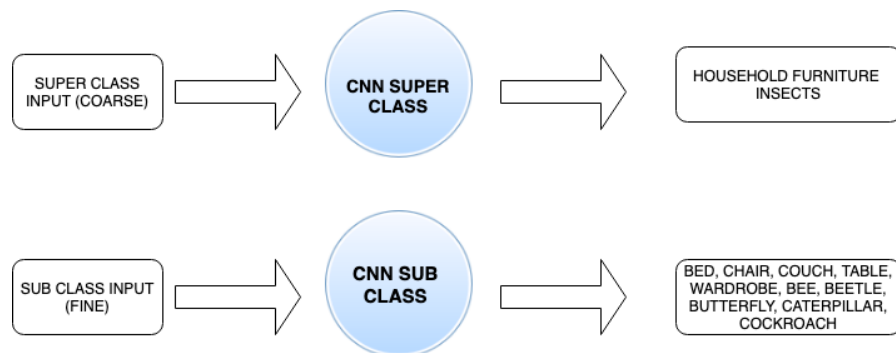 SUPER CLASS
INPUT (COARSE)
CNN SUPER
CLASS
HOUSEHOLD FURNITURE
INSECTS
SUB CLASS INPUT
(FINE)
CNN SUB
CLASS
BED, CHAIR, COUCH, TABLE,
WARDROBE, BEE, BEETLE,
BUTTERFLY, CATERPILLAR,
COCKROACH